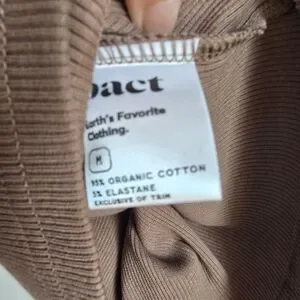 pact
arth's Favorite
Clothing.
M
95% ORGANIC COTTON
5% ELASTANE
EXCLUSIVE OF TRIM